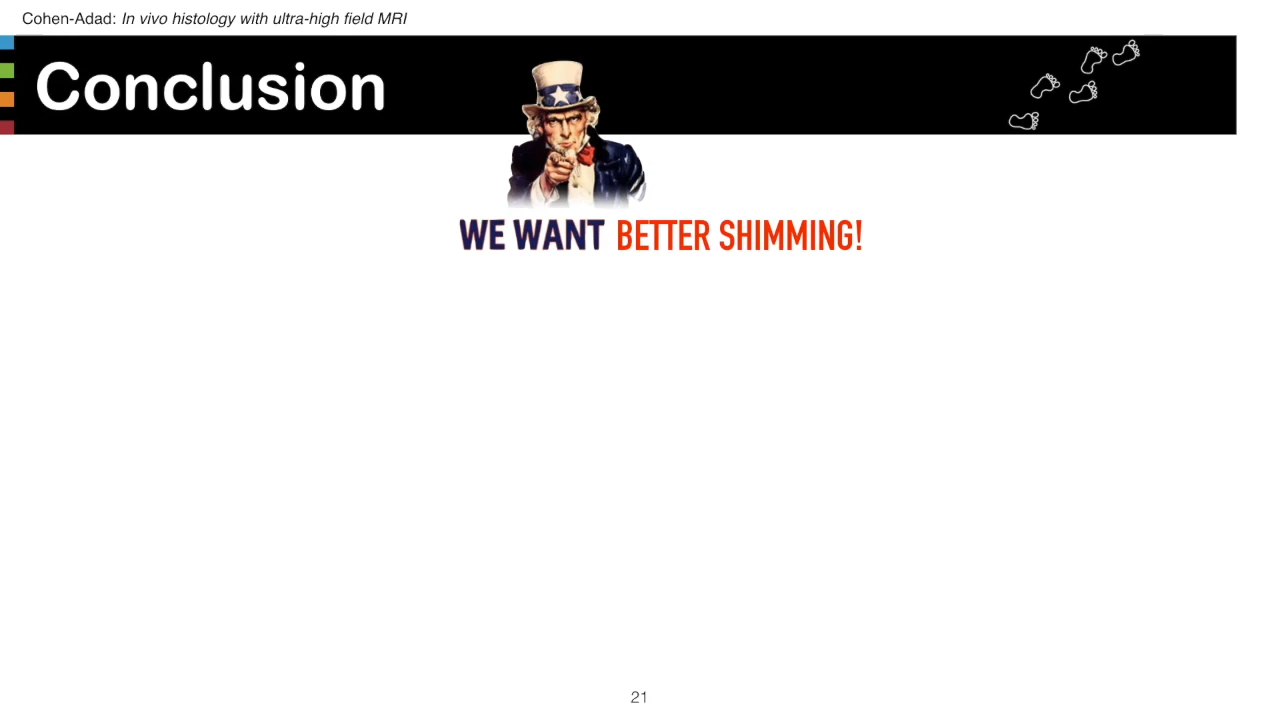 Cohen-Adad: In vivo histology with ultra-high field MRI
Conclusion
WE WANT BETTER SHIMMING!
21